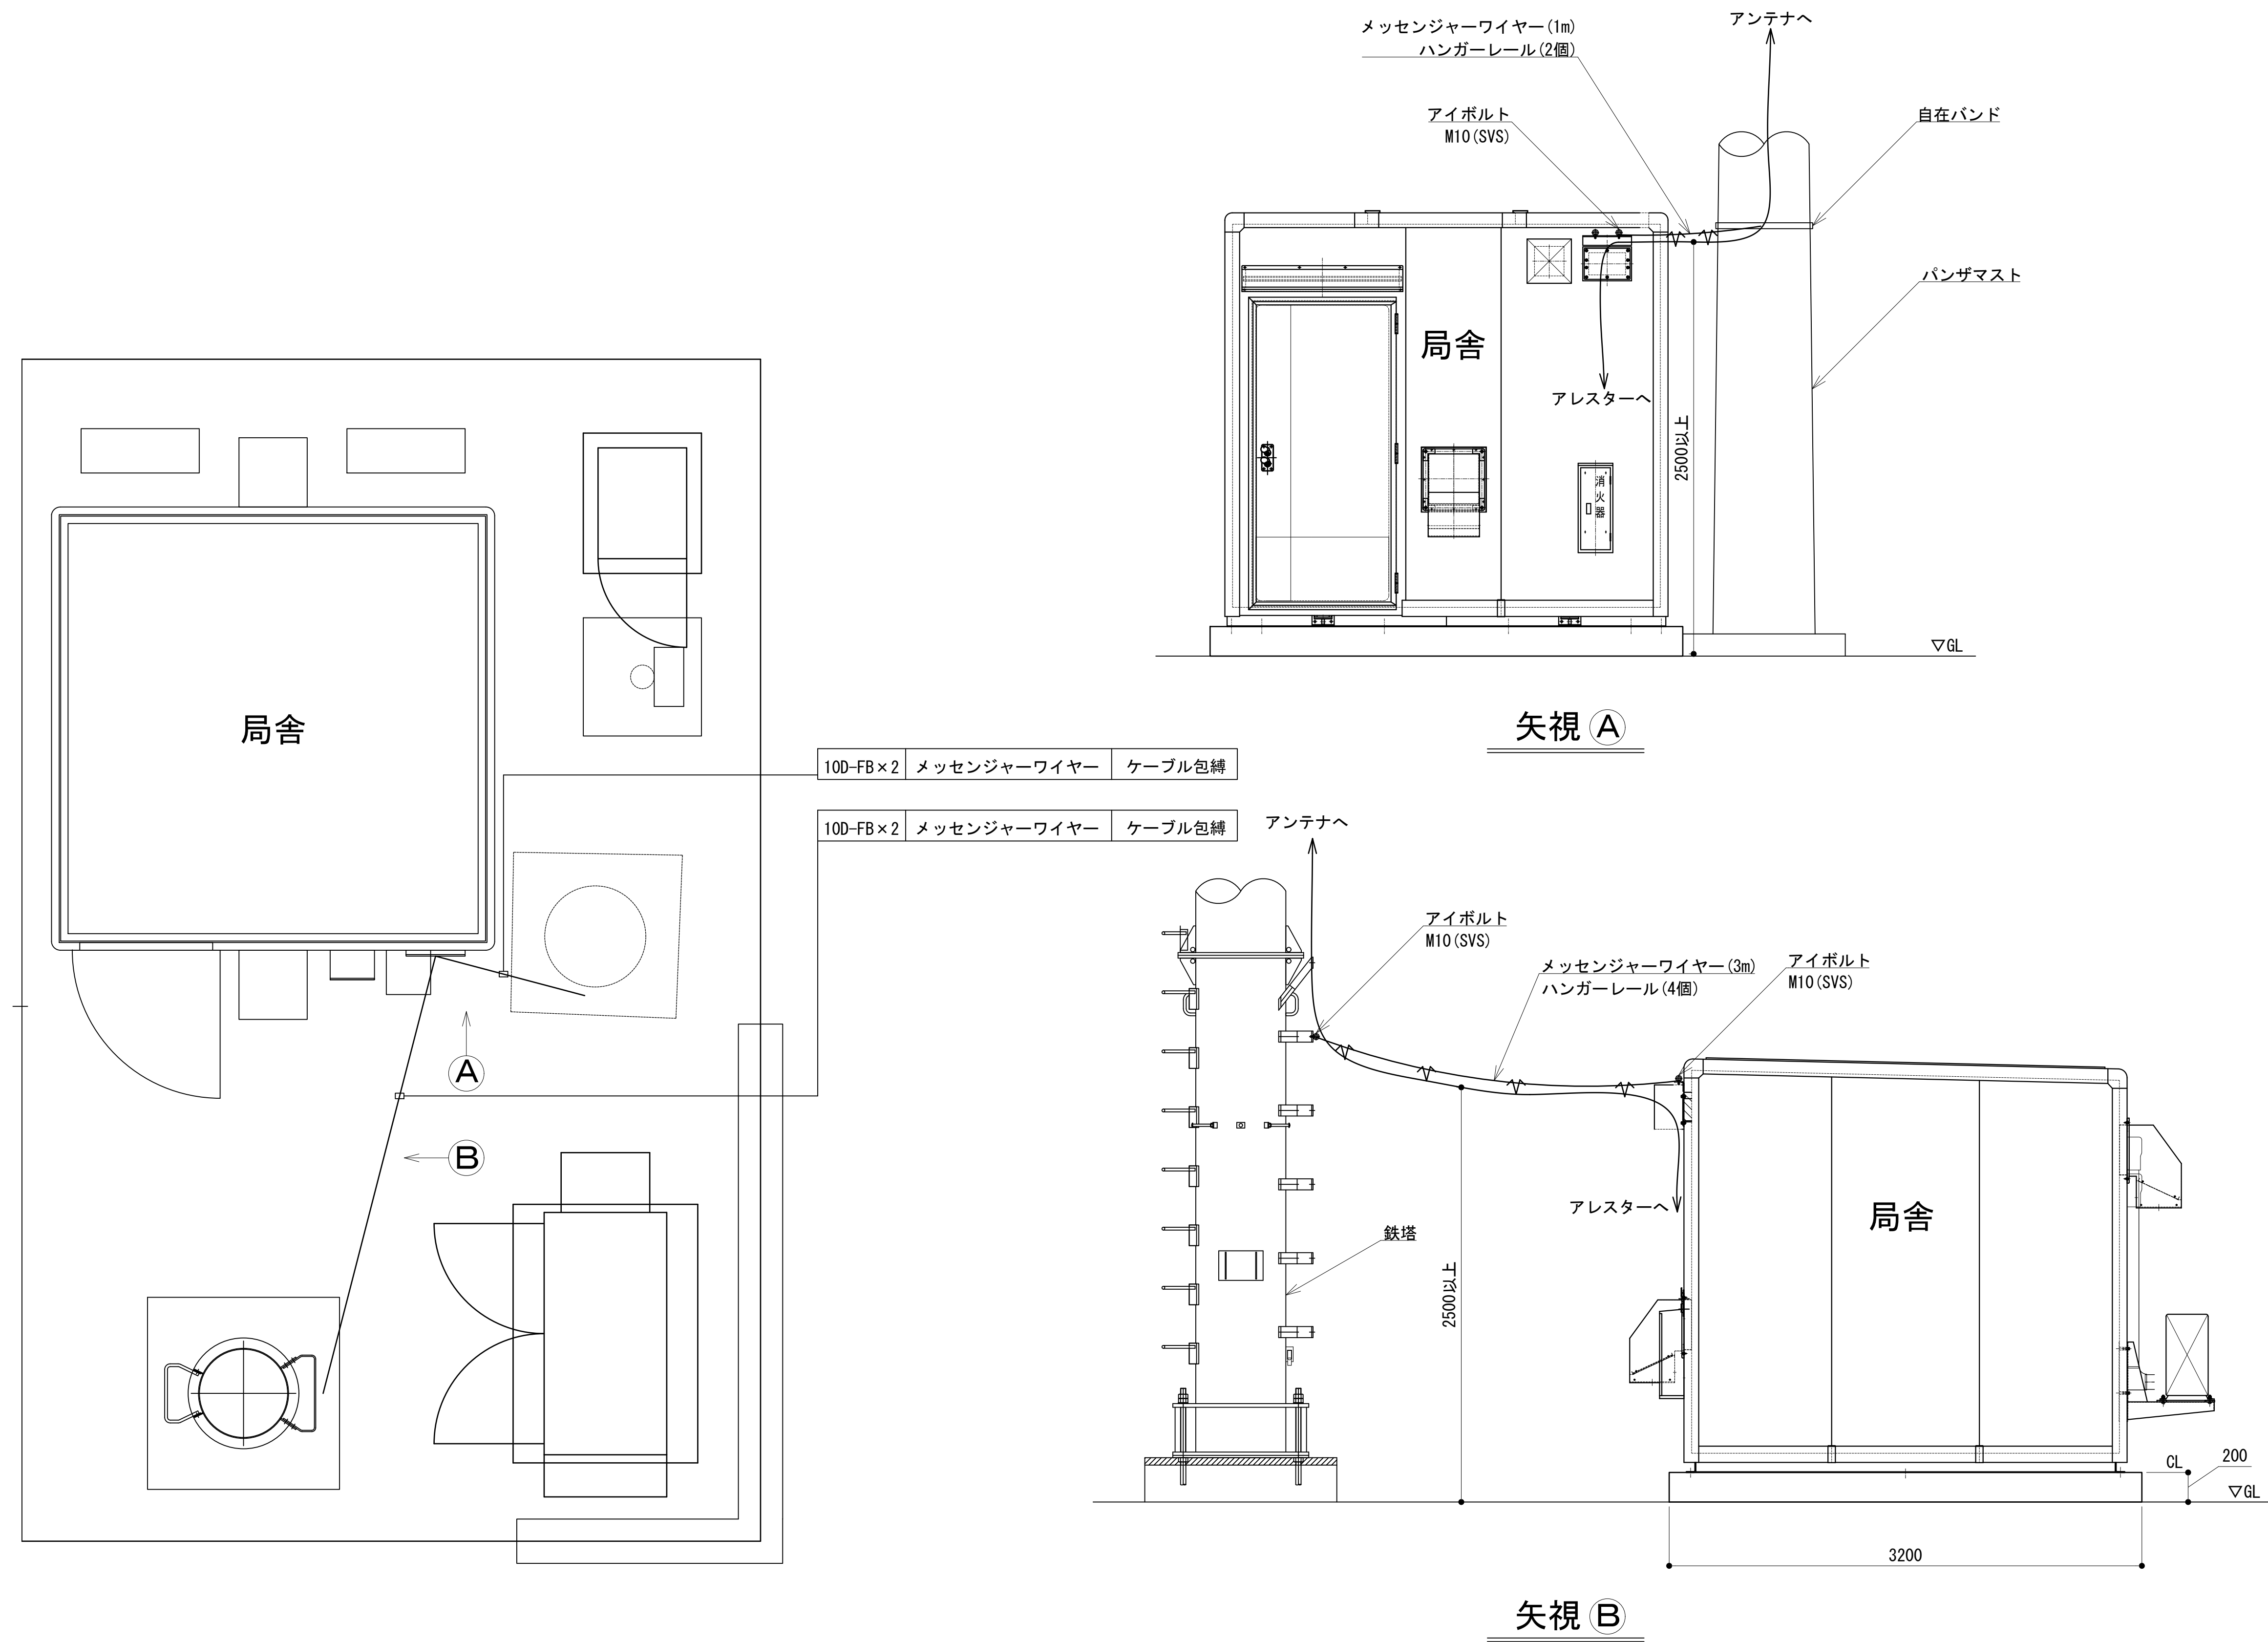 メッセンジャーワイヤー(1m)
ハンガーレール(2個)
アンテナへ
アイボルト
M10(SVS)
自在バンド
パンザマスト
局舎
アレスターへ
2500以上
消火器
▽GL
矢視 A
局舎
10D-FB×2 メッセンジャーワイヤー ケーブル包縛
10D-FB×2 メッセンジャーワイヤー ケーブル包縛
A
B
アンテナへ
アイボルト
M10(SVS)
メッセンジャーワイヤー(3m)
ハンガーレール(4個)
アイボルト
M10(SVS)
アレスターへ
局舎
鉄塔
2500以上
CL
200
▽GL
3200
矢視 B